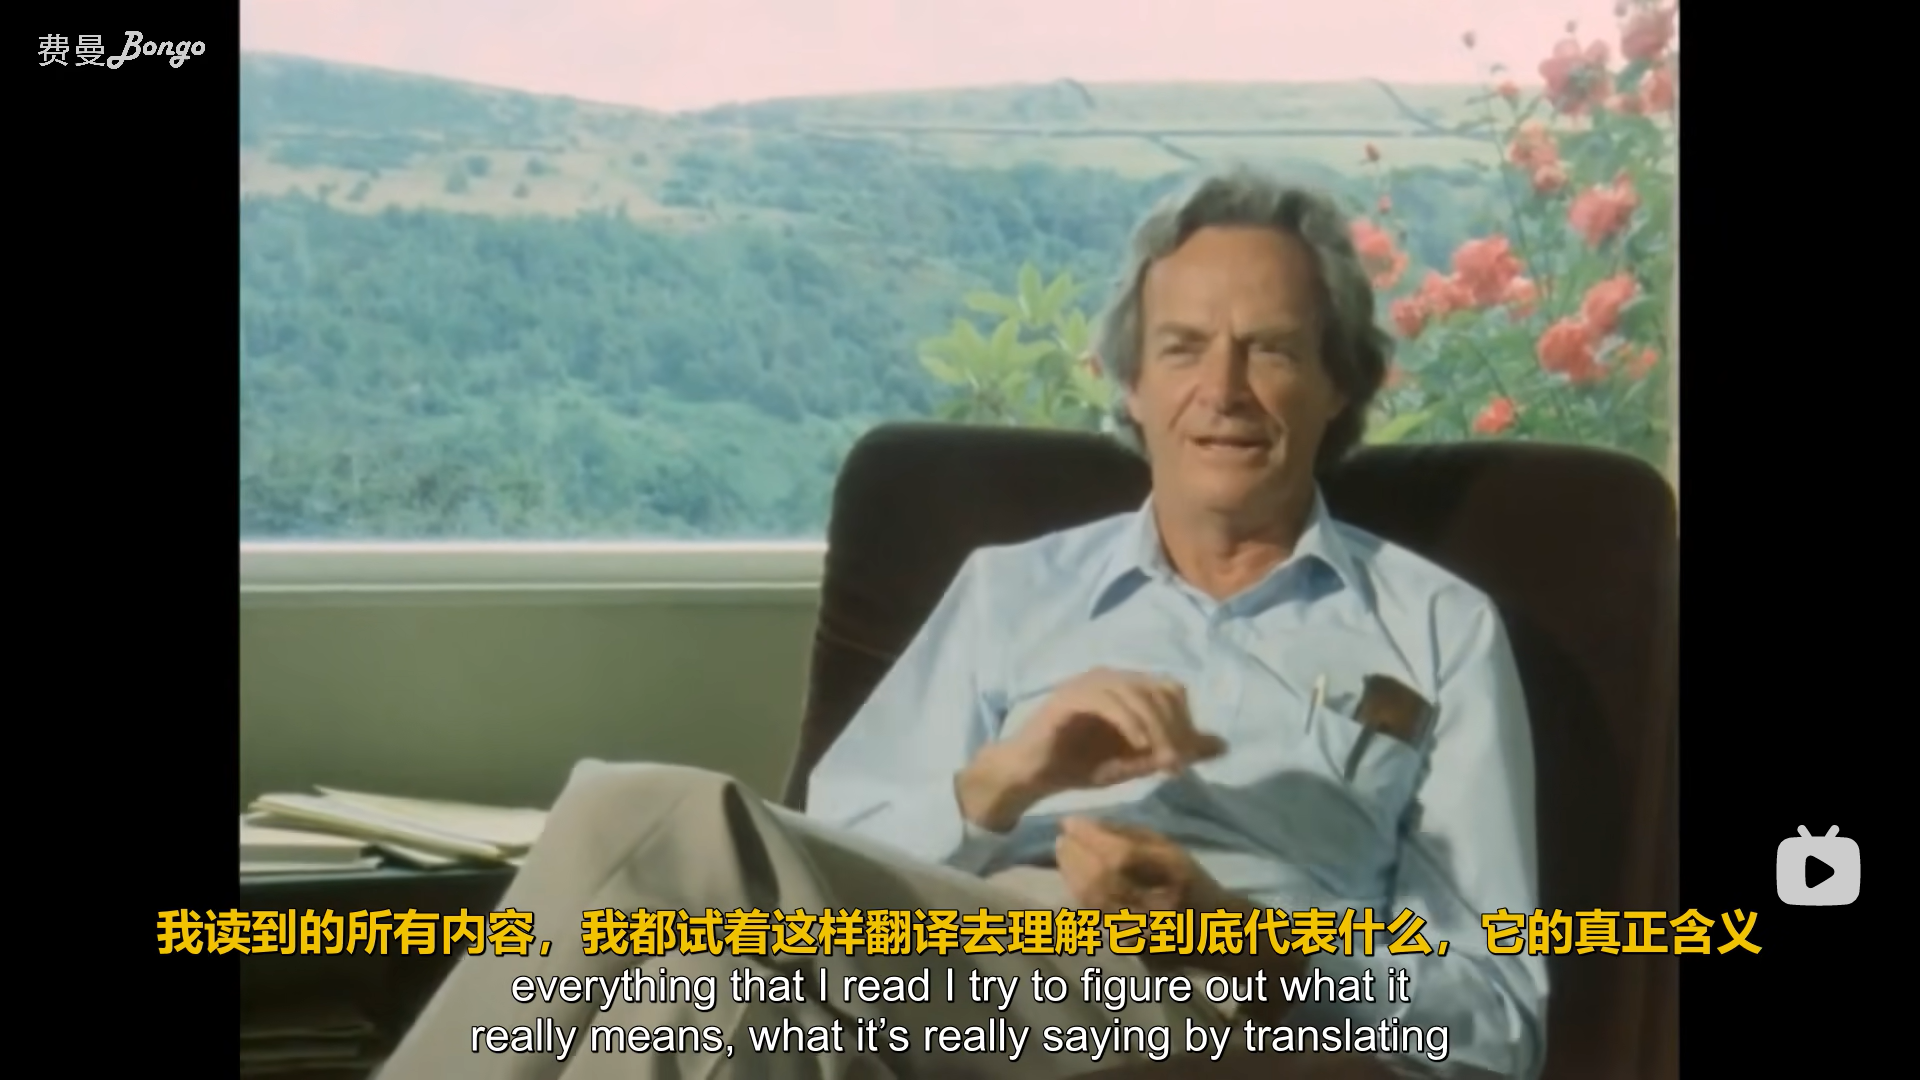 费曼Bongo
我读到的所有内容，我都试着这样翻译去理解它到底代表什么，它的真正含义
everything that I read I try to figure out what it
really means, what it’s really saying by translating